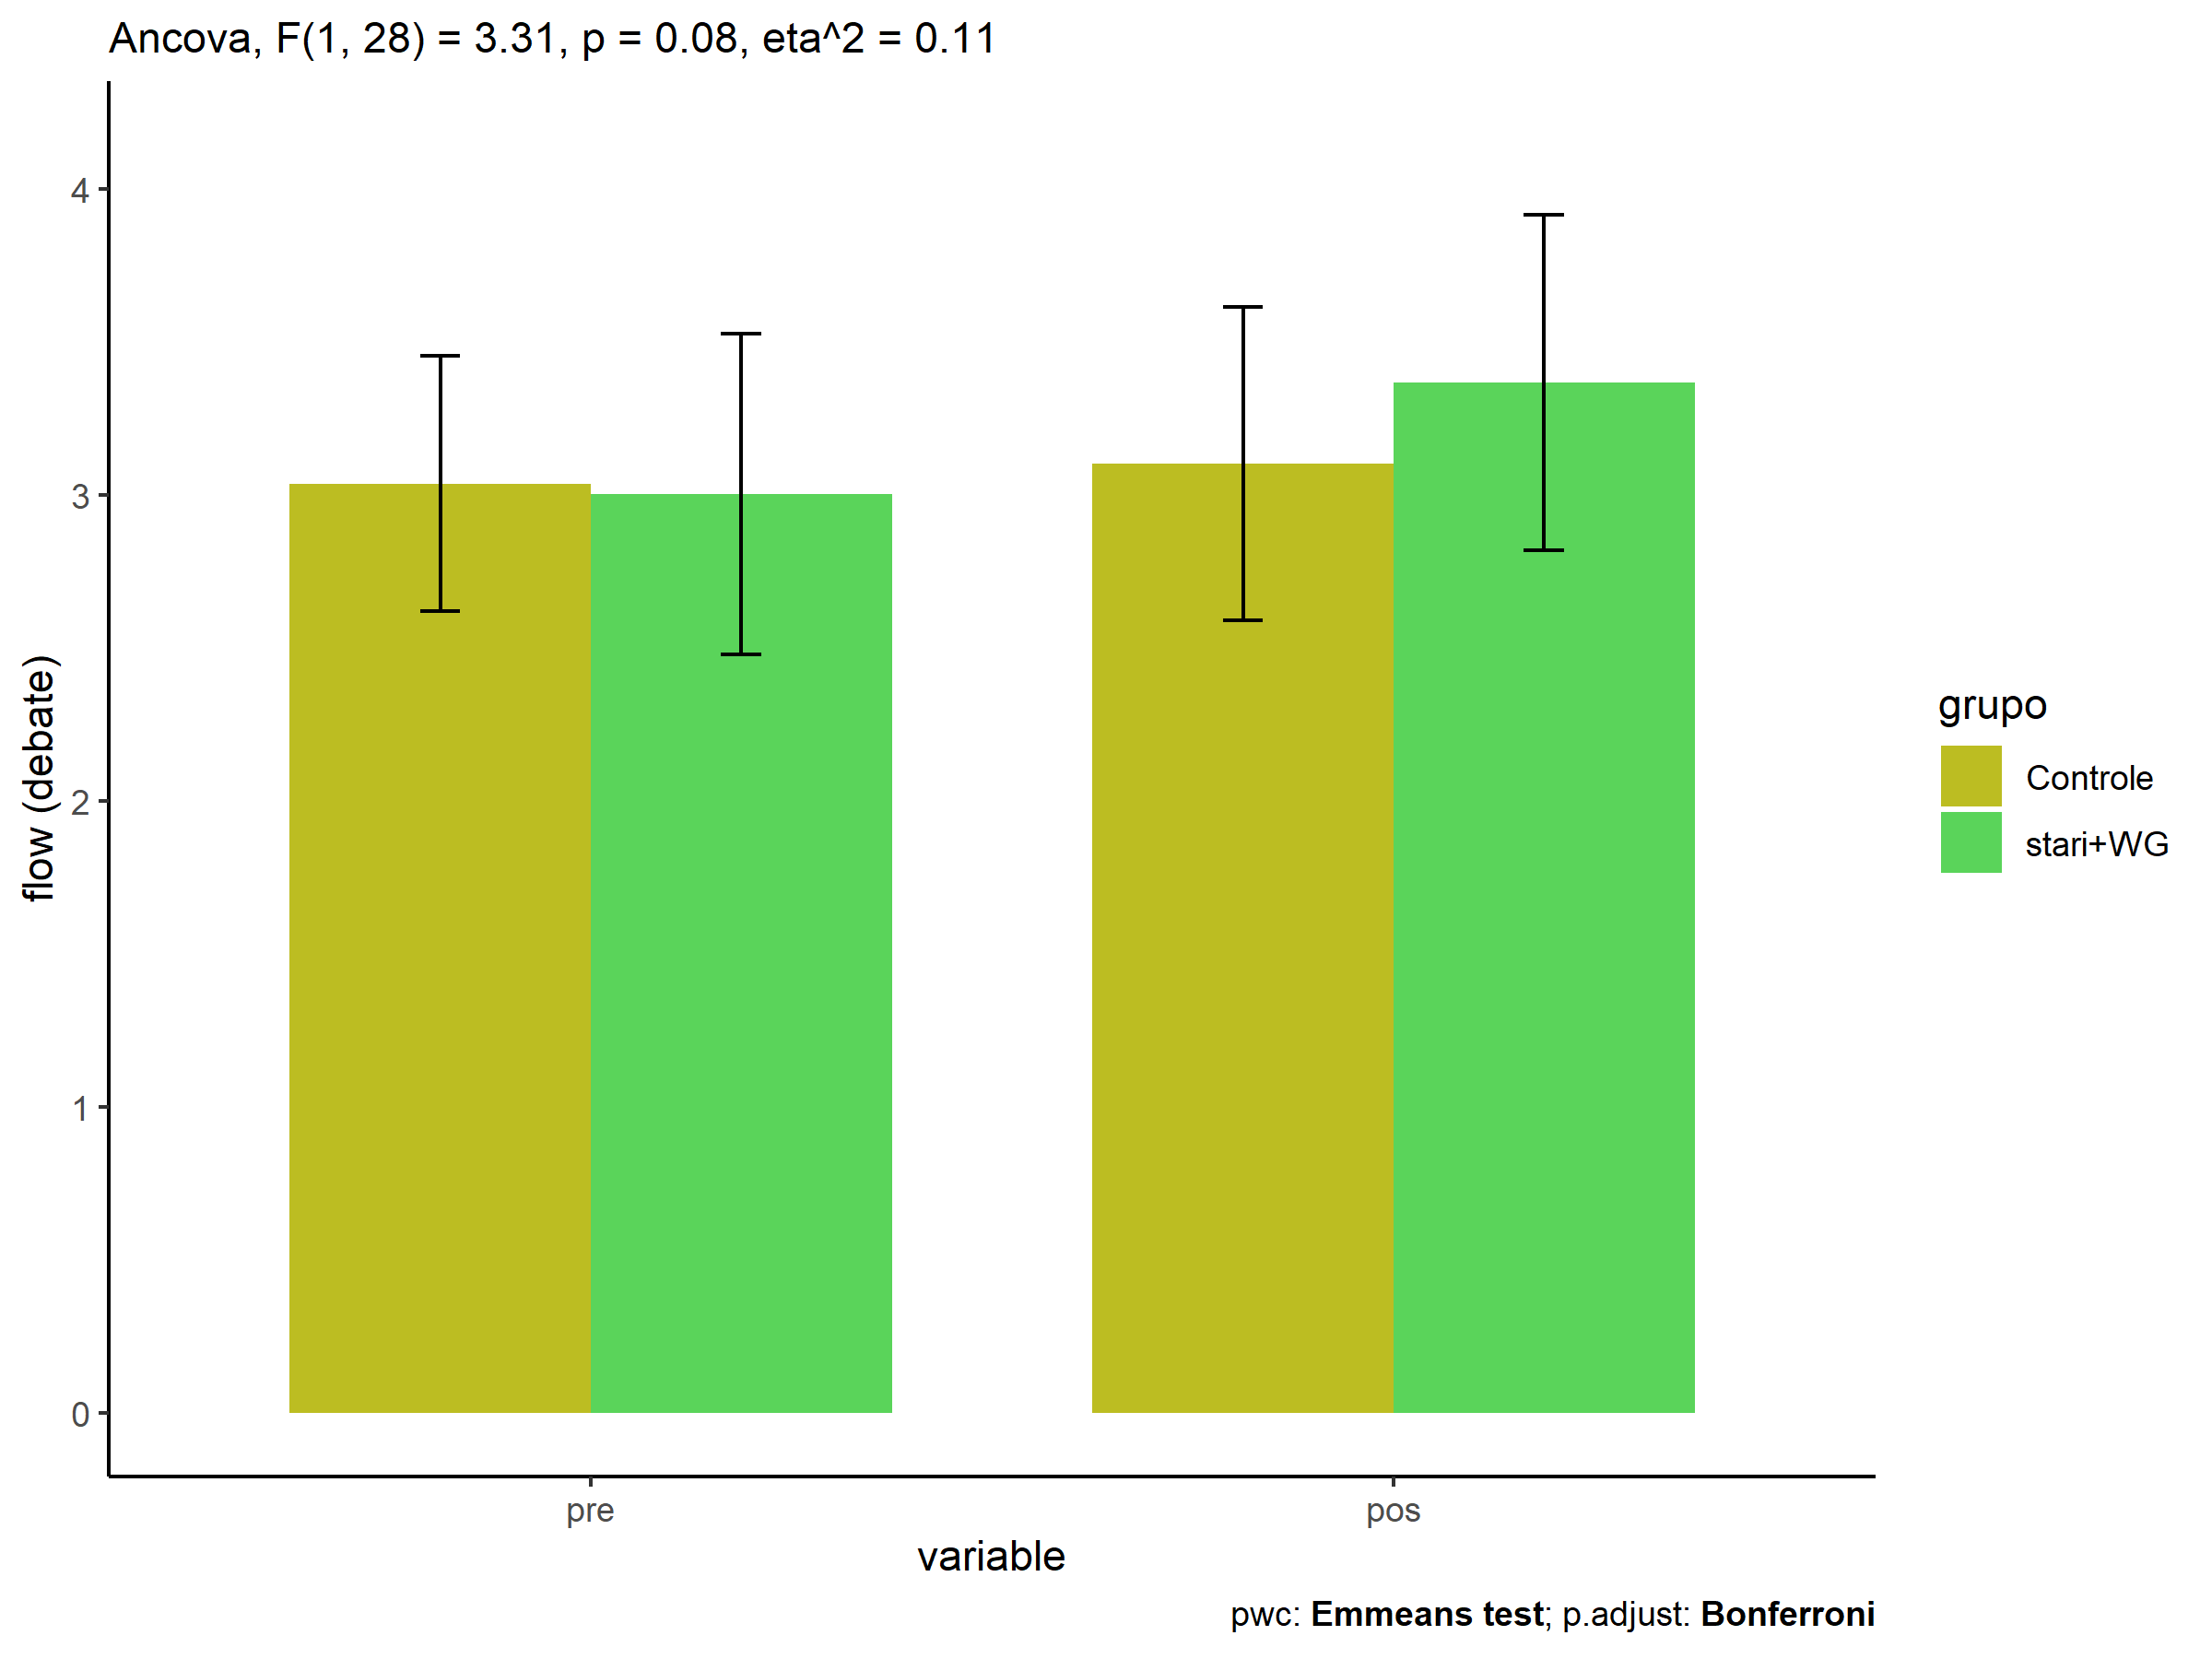 Ancova, F(1, 28) = 3.31, p = 0.08, eta^2 = 0.11
flow (debate)
4
3
2
1
0
pre
pos
variable
grupo
Controle
stari+WG
pwc: Emmeans test; p.adjust: Bonferroni